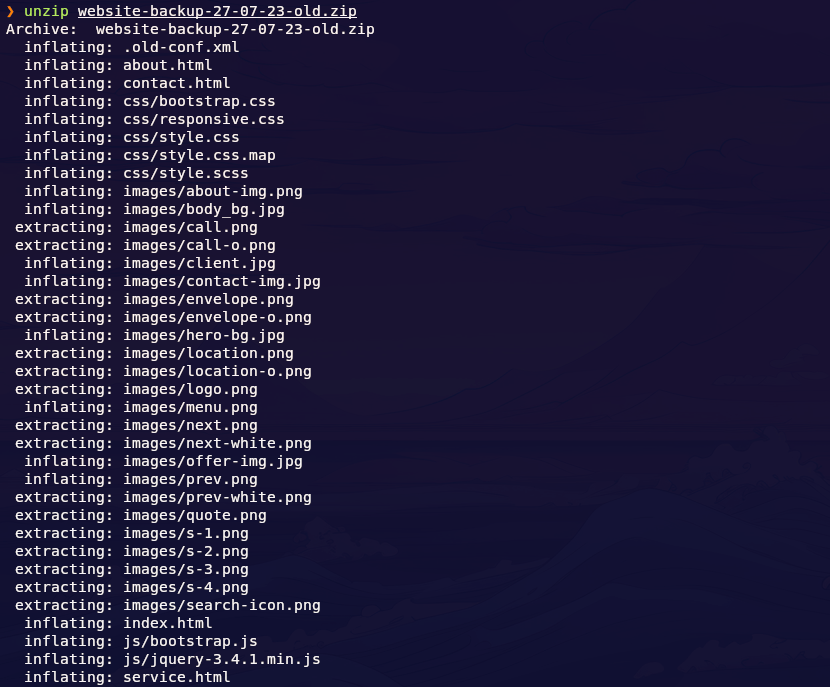 ❯ unzip website-backup-27-07-23-old.zip
Archive:  website-backup-27-07-23-old.zip
  inflating: .old-conf.xml
  inflating: about.html
  inflating: contact.html
  inflating: css/bootstrap.css
  inflating: css/responsive.css
  inflating: css/style.css
  inflating: css/style.css.map
  inflating: css/style.scss
  inflating: images/about-img.png
  inflating: images/body_bg.jpg
 extracting: images/call.png
 extracting: images/call-o.png
  inflating: images/client.jpg
  inflating: images/contact-img.jpg
 extracting: images/envelope.png
 extracting: images/envelope-o.png
  inflating: images/hero-bg.jpg
 extracting: images/location.png
 extracting: images/location-o.png
 extracting: images/logo.png
  inflating: images/menu.png
 extracting: images/next.png
 extracting: images/next-white.png
  inflating: images/offer-img.jpg
  inflating: images/prev.png
 extracting: images/prev-white.png
 extracting: images/quote.png
 extracting: images/s-1.png
 extracting: images/s-2.png
 extracting: images/s-3.png
 extracting: images/s-4.png
 extracting: images/search-icon.png
  inflating: index.html
  inflating: js/bootstrap.js
  inflating: js/jquery-3.4.1.min.js
  inflating: service.html